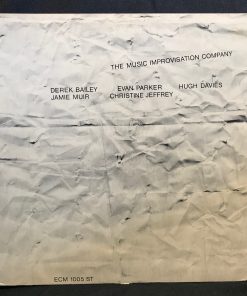 THE MUSIC IMPROVISATION COMPANY
DEREK BAILEY EVAN PARKER HUGH DAVIES
JAMIE MUIR CHRISTINE JEFFREY
ECM 1005 ST